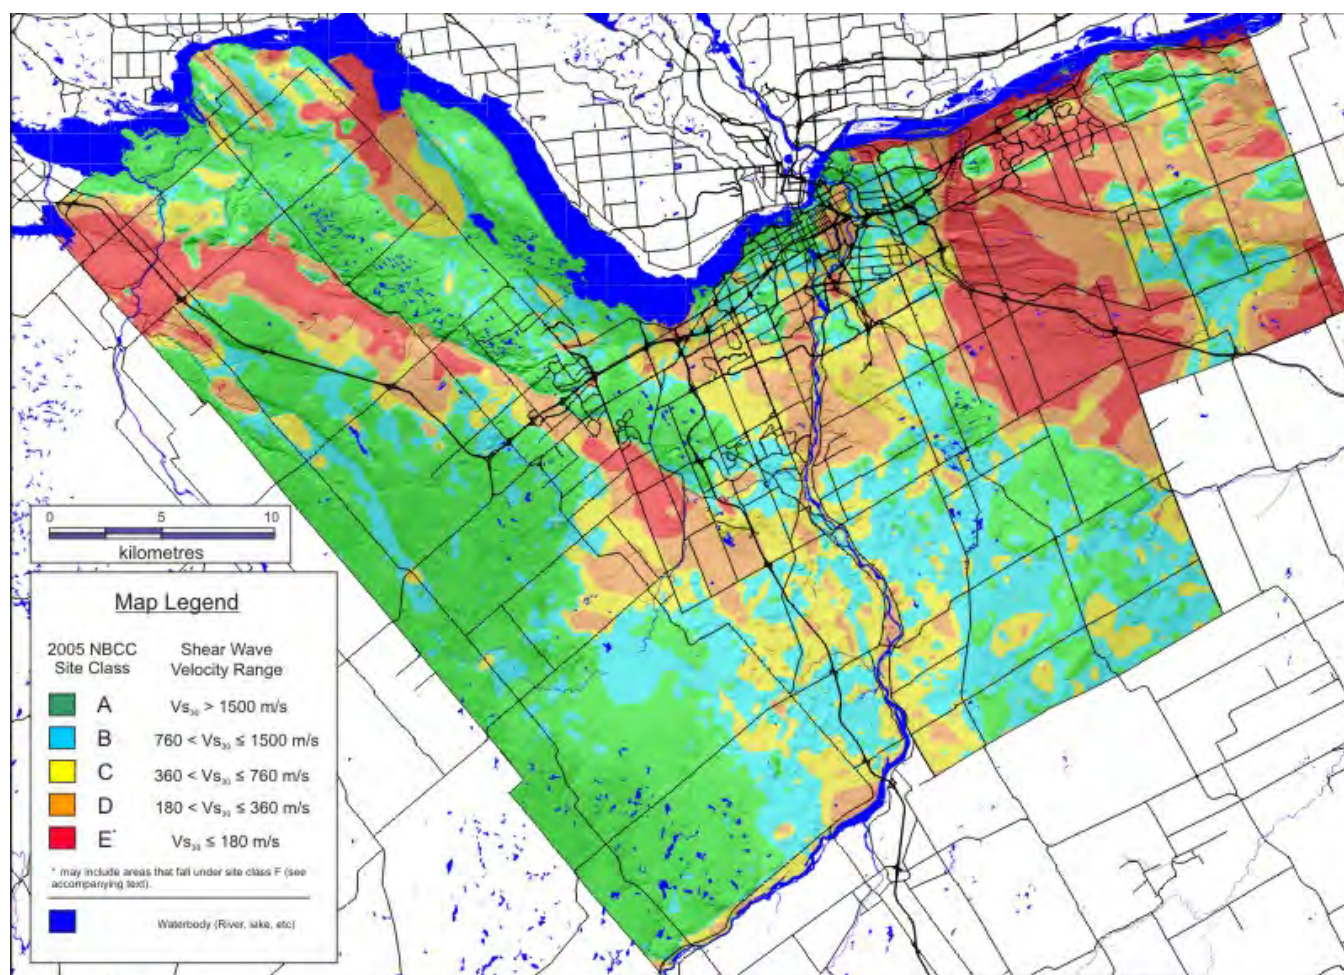 0 5 10
kilometres
Map Legend
2005 NBCC Shear Wave
Site Class Velocity Range
A Vs₃₀ > 1500 m/s
B 760 < Vs₃₀ ≤ 1500 m/s
C 360 < Vs₃₀ ≤ 760 m/s
D 180 < Vs₃₀ ≤ 360 m/s
E* Vs₃₀ ≤ 180 m/s
* may include areas that fall under site class F (see
accompanying text).
Waterbody (River, lake, etc)